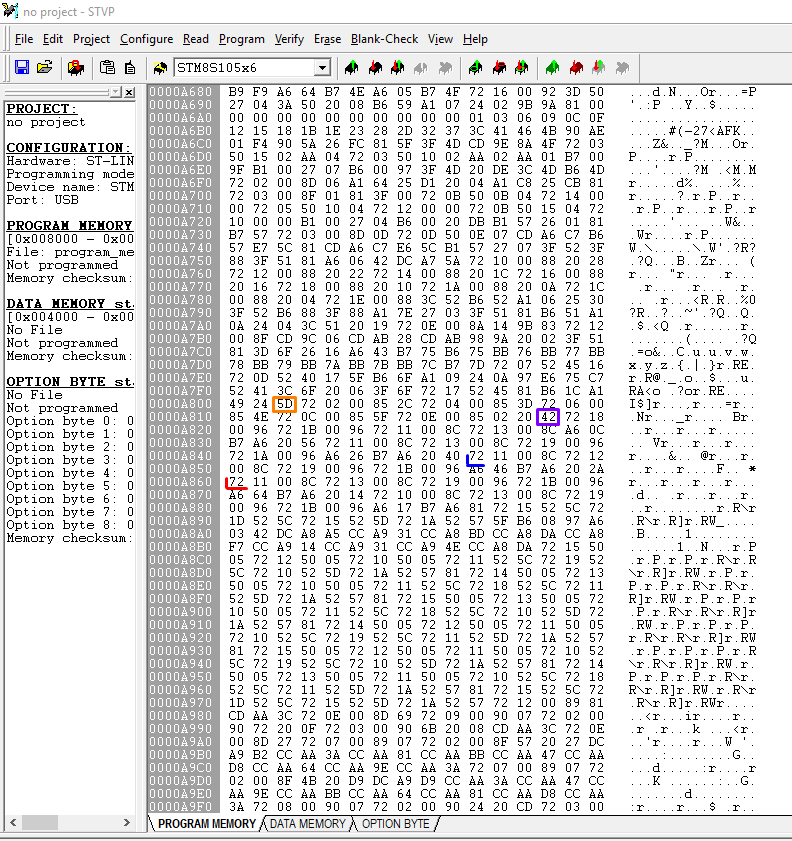 no project - STVP
File Edit Project Configure Read Program Verify Erase Blank-Check View Help
STM8S105x6
PROJECT:
no project
CONFIGURATION:
Hardware: ST-LIN
Programming mode
Device name: STM
Port: USB
PROGRAM MEMORY
[0x008000 - 0x00
File: program_me
Not programmed
Memory checksum:
DATA MEMORY st
[0x004000 - 0x00
No File
Not programmed
Memory checksum:
OPTION BYTE st
No File
Not programmed
Option byte 0: 0
Option byte 1: 0
Option byte 2: 0
Option byte 3: 0
Option byte 4: 0
Option byte 5: 0
Option byte 6: 0
Option byte 7: 0
Option byte 8: 0
Memory checksum:
0000A680 B9 F9 A6 64 B7 4E A6 05 B7 4F 72 16 00 92 3D 50 ...d.N...Or...=P
0000A690 27 04 3A 50 20 08 B6 59 A1 07 24 02 9B 9A 81 00 '.:P ..Y..$.....
0000A6A0 00 00 00 00 00 00 00 00 00 00 01 03 06 09 0C 0F ................
0000A6B0 12 15 18 1B 1E 23 28 2D 32 37 3C 41 46 4B 90 AE .....#(-27<AFK..
0000A6C0 01 F4 90 5A 26 FC 81 5F 3F 4D CD 9E 8A 4F 72 03 ...Z&.._?M...Or.
0000A6D0 50 15 02 AA 04 72 03 50 10 02 AA 02 AA 01 B7 00 P....r.P........
0000A6E0 9F B1 00 27 07 B6 00 97 3F 4D 20 DE 3C 4D B6 4D ...'....?M .<M.M
0000A6F0 72 02 00 8D 06 A1 64 25 D1 20 04 A1 C8 25 CB 81 r.....d%. ...%..
0000A700 72 03 00 8F 01 81 3F 00 72 0B 50 0B 04 72 14 00 r.....?.r.P..r..
0000A710 00 72 05 50 10 04 72 12 00 00 72 0B 50 15 04 72 .r.P..r...r.P..r
0000A720 10 00 00 B1 00 27 04 B6 00 20 DB B1 57 26 01 81 .....'... ..W&..
0000A730 B7 57 72 03 00 8D 0D 72 0D 50 0E 07 CD A6 C7 B6 .Wr....r.P......
0000A740 57 E7 5C 81 CD A6 C7 E6 5C B1 57 27 07 3F 52 3F W.\.....\.W'.?R?
0000A750 88 3F 51 81 A6 06 42 DC A7 5A 72 10 00 88 20 28 .?Q...B..Zr... (
0000A760 72 12 00 88 20 22 72 14 00 88 20 1C 72 16 00 88 r... "r... .r...
0000A770 20 16 72 18 00 88 20 10 72 1A 00 88 20 0A 72 1C  .r... .r... .r.
0000A780 00 88 20 04 72 1E 00 88 3C 52 B6 52 A1 06 25 30 .. .r...<R.R..%0
0000A790 3F 52 B6 88 3F 88 A1 7E 27 03 3F 51 81 B6 51 A1 ?R..?..~'.?Q..Q.
0000A7A0 0A 24 04 3C 51 20 19 72 0E 00 8A 14 9B 83 72 12 .$.<Q .r......r.
0000A7B0 00 8F CD 9C 06 CD AB 28 CD AB 98 9A 20 02 3F 51 .......(.... .?Q
0000A7C0 81 3D 6F 26 16 A6 43 B7 75 B6 75 BB 76 BB 77 BB .=o&..C.u.u.v.w.
0000A7D0 78 BB 79 BB 7A BB 7B BB 7C B7 7D 72 07 52 45 16 x.y.z.{.|.}r.RE.
0000A7E0 72 0D 52 40 17 5F B6 6F A1 09 24 0A 97 E6 75 C7 r.R@._.o..$...u.
0000A7F0 52 41 3C 6F 20 06 3F 6F 72 17 52 45 81 B6 1C A1 RA<o .?or.RE....
0000A800 49 24 5D 72 02 00 85 2C 72 04 00 85 3D 72 06 00 I$]r...,r...=r..
0000A810 85 4E 72 0C 00 85 5F 72 0E 00 85 02 20 42 72 18 .Nr..._r.... Br.
0000A820 00 96 72 1B 00 96 72 11 00 8C 72 13 00 8C A6 0C ..r...r...r.....
0000A830 B7 A6 20 56 72 11 00 8C 72 13 00 8C 72 19 00 96 .. Vr...r...r...
0000A840 72 1A 00 96 A6 26 B7 A6 20 40 72 11 00 8C 72 12 r....&.. @r...r.
0000A850 00 8C 72 19 00 96 72 1B 00 96 A6 46 B7 A6 20 2A ..r...r....F.. *
0000A860 72 11 00 8C 72 13 00 8C 72 19 00 96 72 1B 00 96 r...r...r...r...
0000A870 A6 64 B7 A6 20 14 72 10 00 8C 72 13 00 8C 72 19 .d.. .r...r...r.
0000A880 00 96 72 1B 00 96 A6 17 B7 A6 81 72 15 52 5C 72 ..r........r.R\r
0000A890 1D 52 5C 72 15 52 5D 72 1A 52 57 5F B6 08 97 A6 .R\r.R]r.RW_....
0000A8A0 03 42 DC A8 A5 CC A9 31 CC A8 BD CC A8 DA CC A8 .B.....1........
0000A8B0 F7 CC A9 14 CC A9 31 CC A9 4E CC A8 DA 72 15 50 ......1..N...r.P
0000A8C0 05 72 12 50 05 72 10 50 05 72 11 52 5C 72 19 52 .r.P.r.P.r.R\r.R
0000A8D0 5C 72 10 52 5D 72 1A 52 57 81 72 14 50 05 72 13 \r.R]r.RW.r.P.r.
0000A8E0 50 05 72 10 50 05 72 11 52 5C 72 18 52 5C 72 11 P.r.P.r.R\r.R\r.
0000A8F0 52 5D 72 1A 52 57 81 72 15 50 05 72 13 50 05 72 R]r.RW.r.P.r.P.r
0000A900 10 50 05 72 11 52 5C 72 18 52 5C 72 10 52 5D 72 .P.r.R\r.R\r.R]r
0000A910 1A 52 57 81 72 14 50 05 72 12 50 05 72 11 50 05 .RW.r.P.r.P.r.P.
0000A920 72 10 52 5C 72 19 52 5C 72 11 52 5D 72 1A 52 57 r.R\r.R\r.R]r.RW
0000A930 81 72 15 50 05 72 12 50 05 72 11 50 05 72 10 52 .r.P.r.P.r.P.r.R
0000A940 5C 72 19 52 5C 72 10 52 5D 72 1A 52 57 81 72 14 \r.R\r.R]r.RW.r.
0000A950 50 05 72 13 50 05 72 11 50 05 72 10 52 5C 72 18 P.r.P.r.P.r.R\r.
0000A960 52 5C 72 11 52 5D 72 1A 52 57 81 72 15 52 5C 72 R\r.R]r.RW.r.R\r
0000A970 1D 52 5C 72 15 52 5D 72 1A 52 57 72 12 00 89 81 .R\r.R]r.RWr....
0000A980 CD AA 3C 72 0E 00 8D 69 72 09 00 90 07 72 02 00 ..<r...ir....r..
0000A990 90 72 20 0F 72 03 00 90 6B 20 08 CD AA 3C 72 0E .r .r...k ...<r.
0000A9A0 00 8D 27 72 07 00 89 07 72 02 00 8F 57 20 27 DC ..'r....r...W '.
0000A9B0 A9 B2 CC AA 3C CC AA 81 CC AA BB CC AA 47 CC AA ....<........G..
0000A9C0 D8 CC AA 64 CC AA 9E CC AA 3A 72 07 00 89 07 72 ...d.....:r....r
0000A9D0 02 00 8F 4B 20 D9 DC A9 D9 CC AA 3A CC AA 47 CC ...K ......:..G.
0000A9E0 AA 9E CC AA BB CC AA 64 CC AA 81 CC AA D8 CC AA .......d........
0000A9F0 3A 72 08 00 90 07 72 02 00 90 24 20 CD 72 03 00 :r....r...$ .r..
PROGRAM MEMORY DATA MEMORY OPTION BYTE